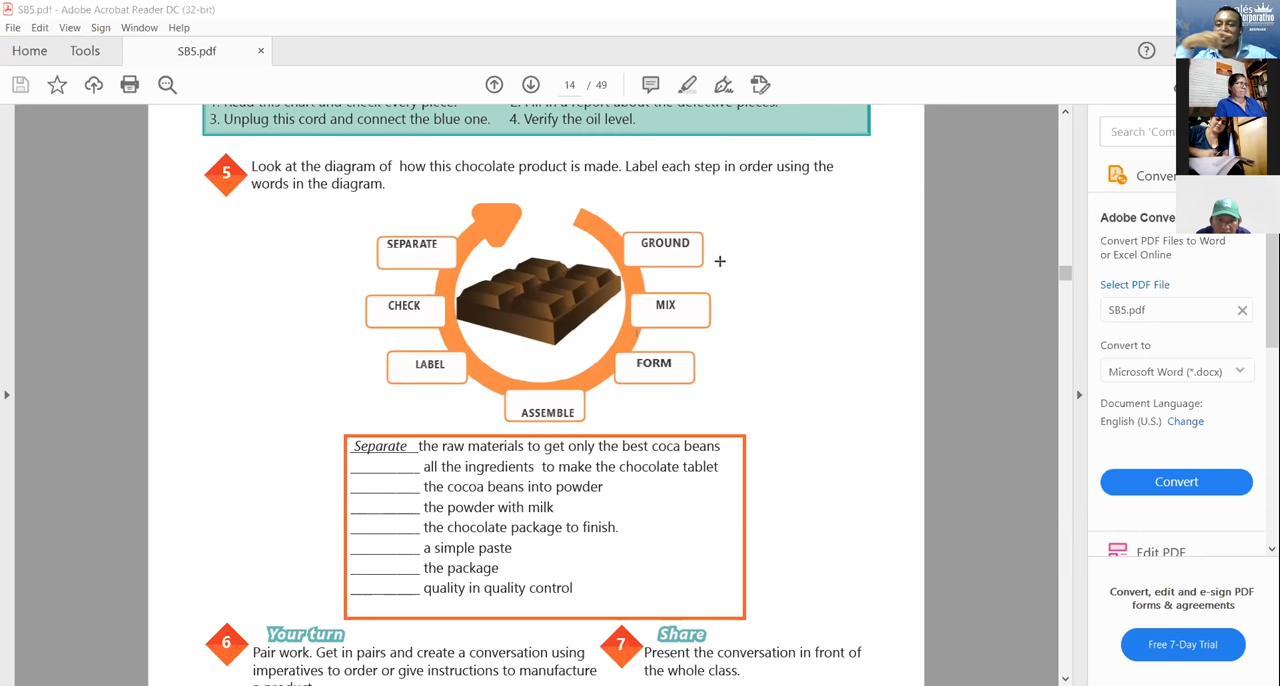 SB5.pdf - Adobe Acrobat Reader DC (32-bit)
File Edit View Sign Window Help
Home Tools SB5.pdf ×
14 / 49
3. Unplug this cord and connect the blue one. 4. Verify the oil level.
5 Look at the diagram of how this chocolate product is made. Label each step in order using the
words in the diagram.
SEPARATE
GROUND
CHECK
MIX
LABEL
FORM
ASSEMBLE
Separate the raw materials to get only the best coca beans
all the ingredients to make the chocolate tablet
the cocoa beans into powder
the powder with milk
the chocolate package to finish.
a simple paste
the package
quality in quality control
6 Your turn
Pair work. Get in pairs and create a conversation using
imperatives to order or give instructions to manufacture
7 Share
Present the conversation in front of
the whole class.
Search 'Com
Conver
Adobe Conve
Convert PDF Files to Word
or Excel Online
Select PDF File
SB5.pdf
Convert to
Microsoft Word (*.docx)
Document Language:
English (U.S.) Change
Convert
Edit PDF
Convert, edit and e-sign PDF
forms & agreements
Free 7-Day Trial